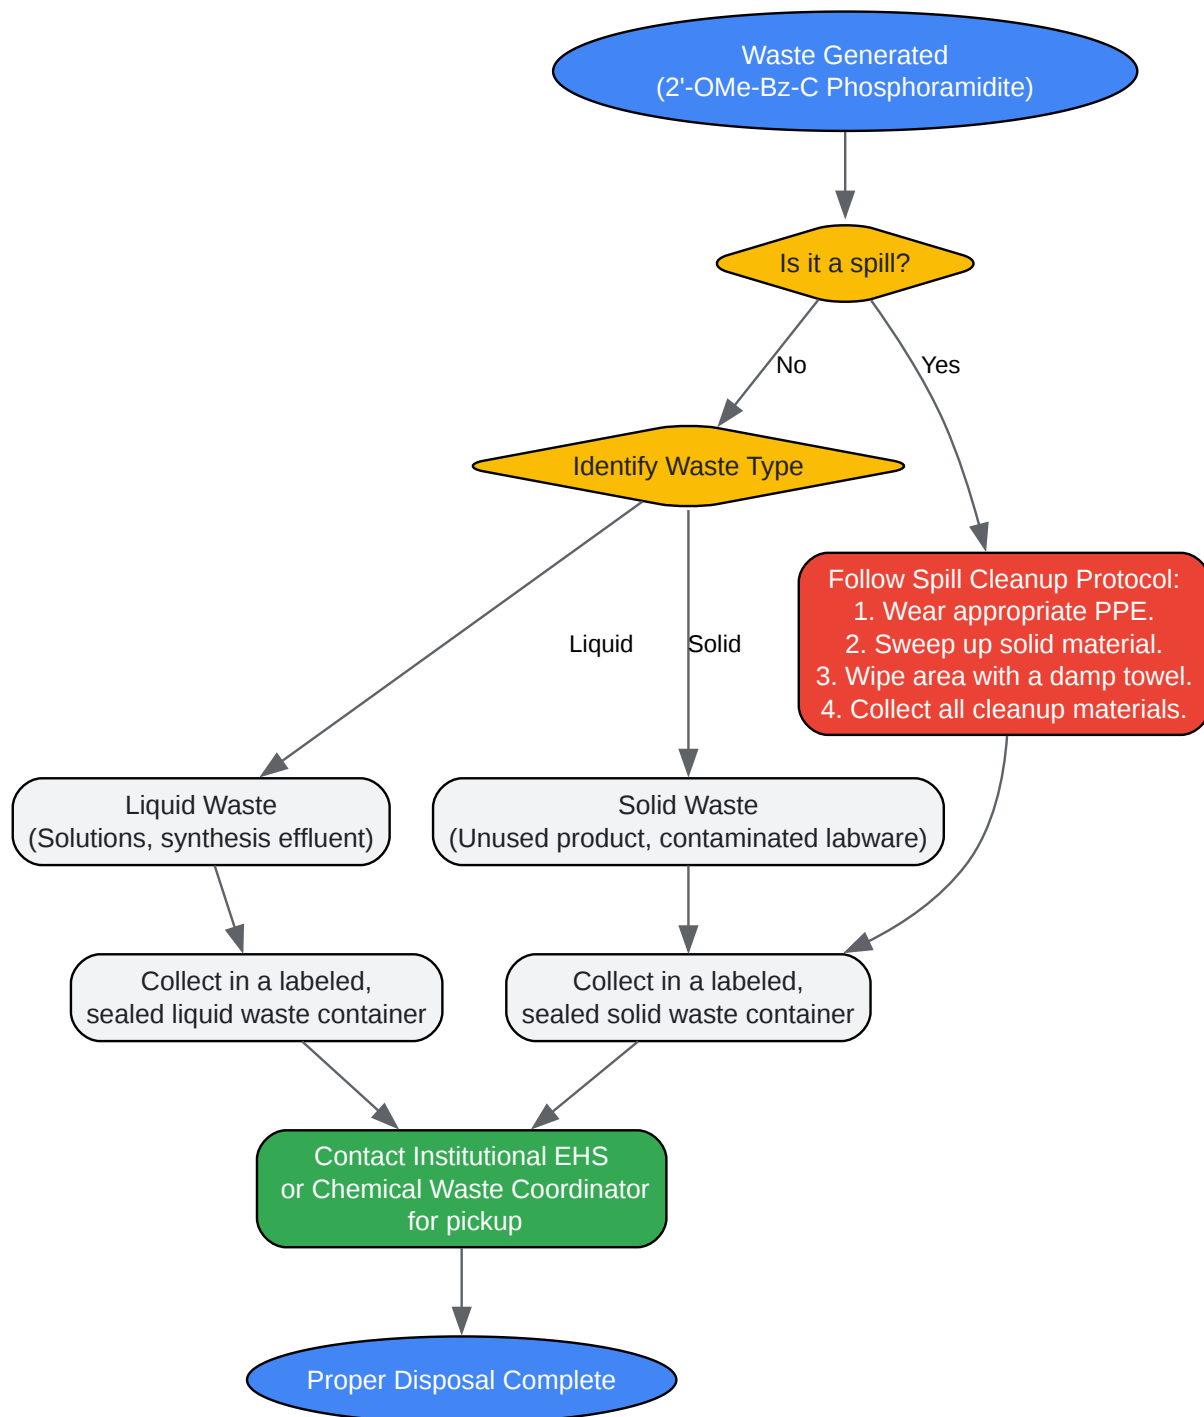 Waste Generated
(2'-OMe-Bz-C Phosphoramidite)
Is it a spill?
No
Yes
Identify Waste Type
Follow Spill Cleanup Protocol:
1. Wear appropriate PPE.
2. Sweep up solid material.
3. Wipe area with a damp towel.
4. Collect all cleanup materials.
Liquid
Solid
Liquid Waste
(Solutions, synthesis effluent)
Solid Waste
(Unused product, contaminated labware)
Collect in a labeled,
sealed liquid waste container
Collect in a labeled,
sealed solid waste container
Contact Institutional EHS
or Chemical Waste Coordinator
for pickup
Proper Disposal Complete